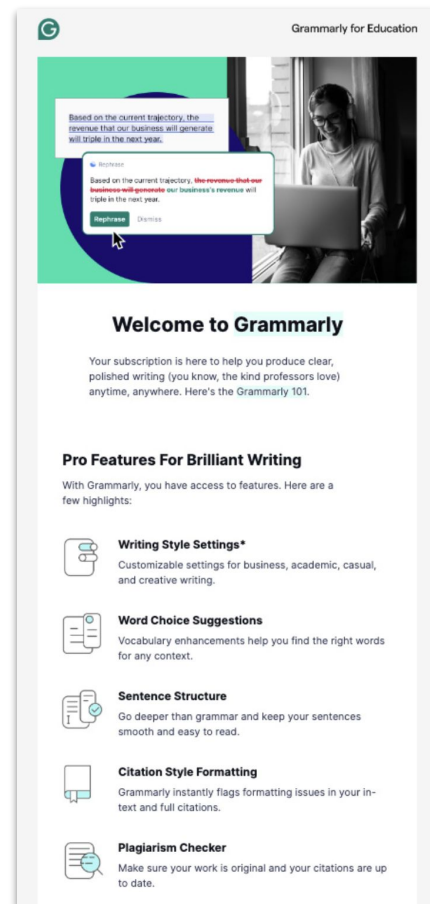 G
Grammarly for Education
Based on the current trajectory, the
revenue that our business will generate
will triple in the next year.
Rephrase
Based on the current trajectory, the revenue that our
business will generate our business's revenue will
triple in the next year.
Rephrase Dismiss
Welcome to Grammarly
Your subscription is here to help you produce clear,
polished writing (you know, the kind professors love)
anytime, anywhere. Here's the Grammarly 101.
Pro Features For Brilliant Writing
With Grammarly, you have access to features. Here are a
few highlights:
Writing Style Settings*
Customizable settings for business, academic, casual,
and creative writing.
Word Choice Suggestions
Vocabulary enhancements help you find the right words
for any context.
Sentence Structure
Go deeper than grammar and keep your sentences
smooth and easy to read.
Citation Style Formatting
Grammarly instantly flags formatting issues in your in-
text and full citations.
Plagiarism Checker
Make sure your work is original and your citations are up
to date.